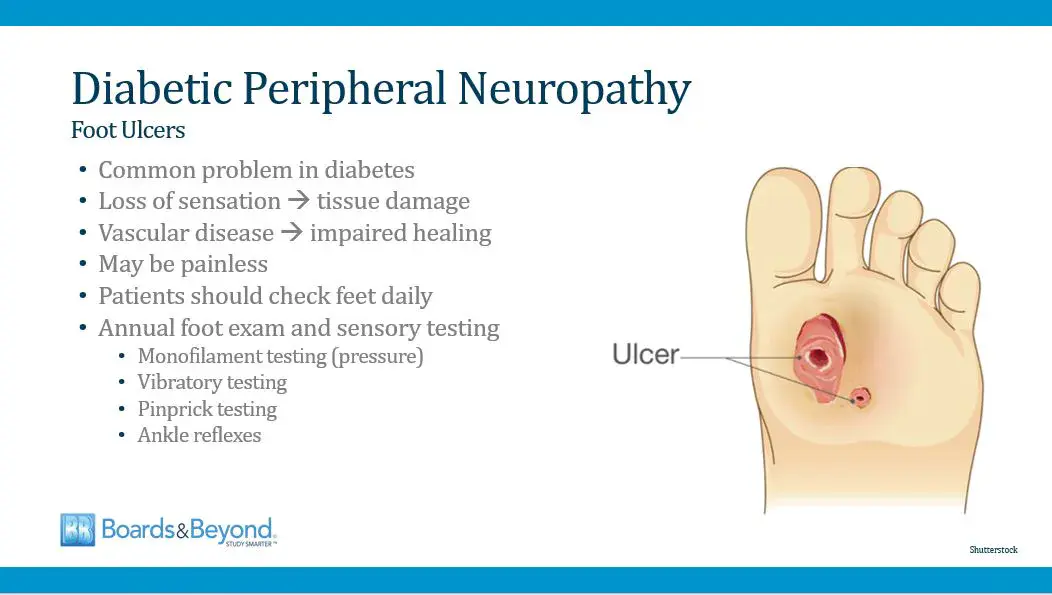 Diabetic Peripheral Neuropathy
Foot Ulcers
• Common problem in diabetes
• Loss of sensation → tissue damage
• Vascular disease → impaired healing
• May be painless
• Patients should check feet daily
• Annual foot exam and sensory testing
• Monofilament testing (pressure)
• Vibratory testing
• Pinprick testing
• Ankle reflexes
Ulcer
BB Boards&Beyond.
STUDY SMARTER™
Shutterstock